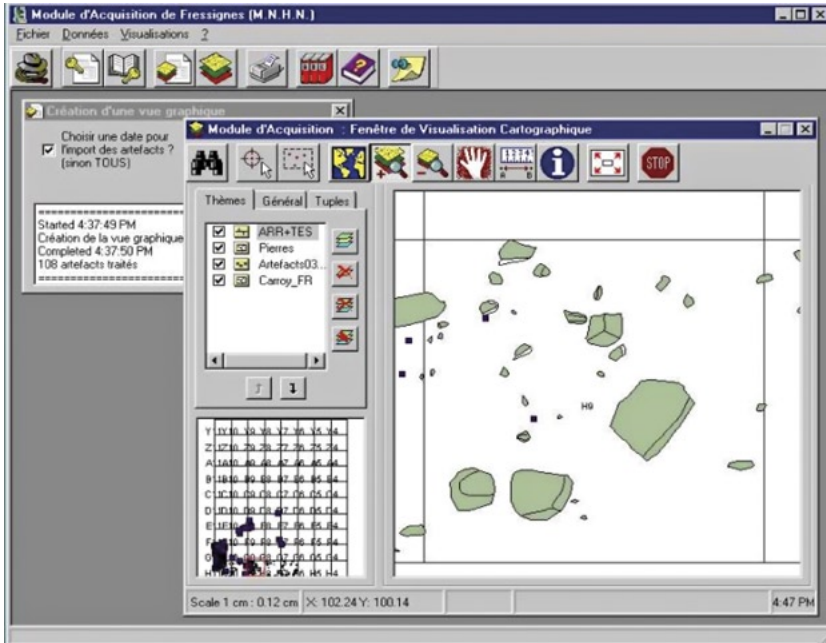 Module d'Acquisition de Fressignes (M.N.H.N.)
Fichier Données Visualisations ?
Création d'une vue graphique
Choisir une date pour
l'import des artefacts ?
(sinon TOUS)
Started 4:37:49 PM
Création de la vue graphique
Completed 4:37:50 PM
108 artefacts traités
Module d'Acquisition : Fenêtre de Visualisation Cartographique
STOP
Thèmes Général Tuples
ARR+TES
Pierres
Artefacts03...
Carroy_FR
H9
Scale 1 cm : 0.12 cm X: 102.24 Y: 100.14 4:47 PM